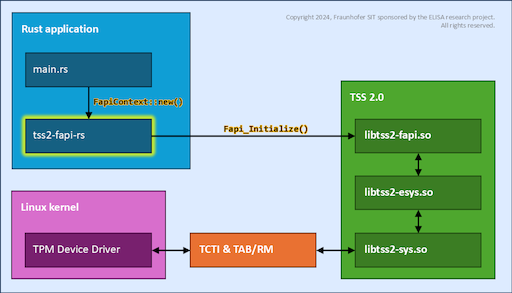 Copyright 2024, Fraunhofer SIT sponsored by the ELISA research project.
All rights reserved.
Rust application
main.rs
FapiContext::new()
tss2-fapi-rs
Fapi_Initialize()
TSS 2.0
libtss2-fapi.so
libtss2-esys.so
libtss2-sys.so
Linux kernel
TPM Device Driver
TCTI & TAB/RM